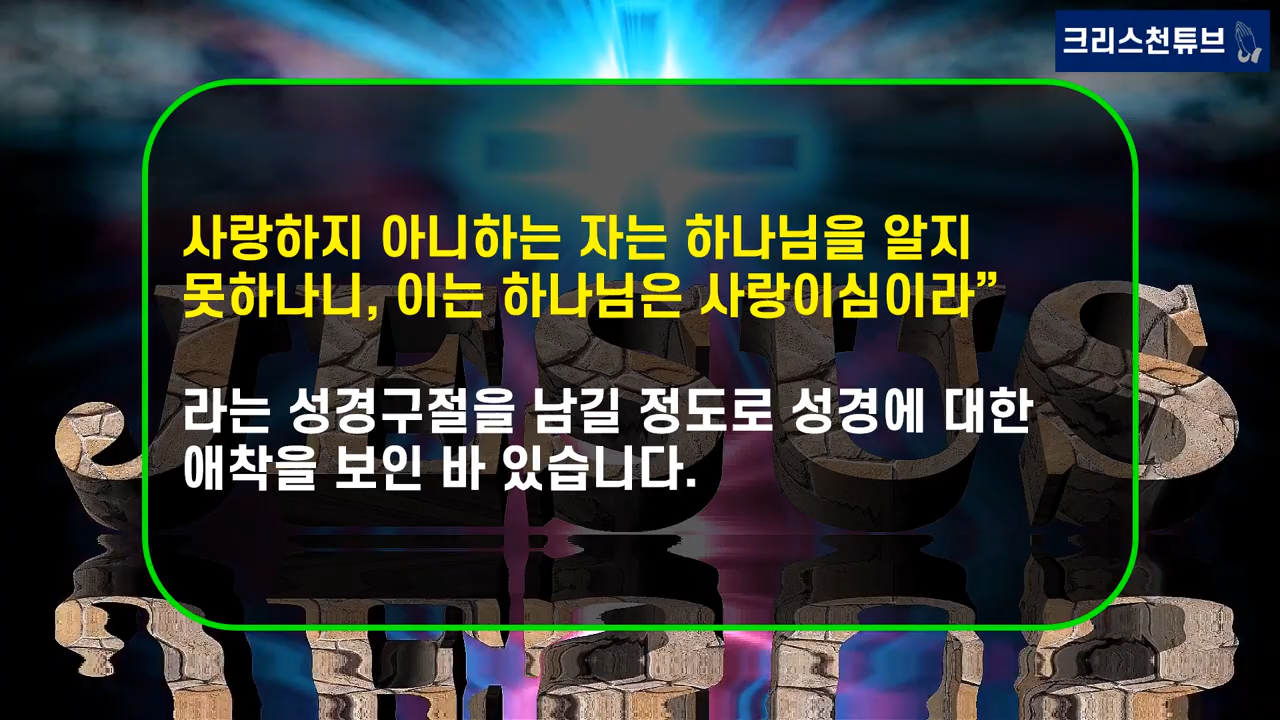 크리스천튜브
사랑하지 아니하는 자는 하나님을 알지
못하나니, 이는 하나님은 사랑이심이라”
라는 성경구절을 남길 정도로 성경에 대한
애착을 보인 바 있습니다.
JESUS